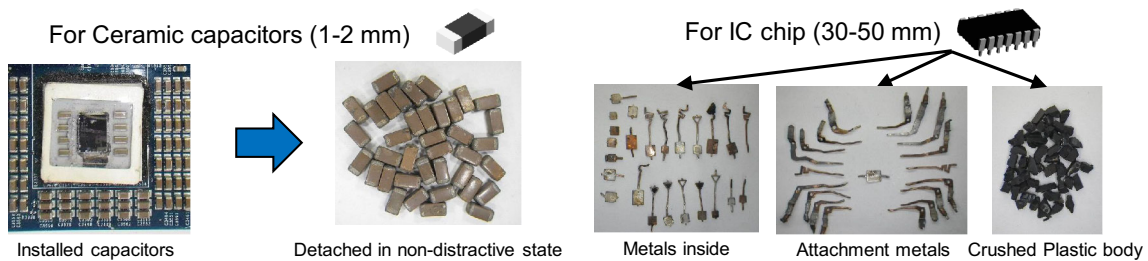 For Ceramic capacitors (1-2 mm)
For IC chip (30-50 mm)
Installed capacitors
Detached in non-distractive state
Metals inside
Attachment metals
Crushed Plastic body